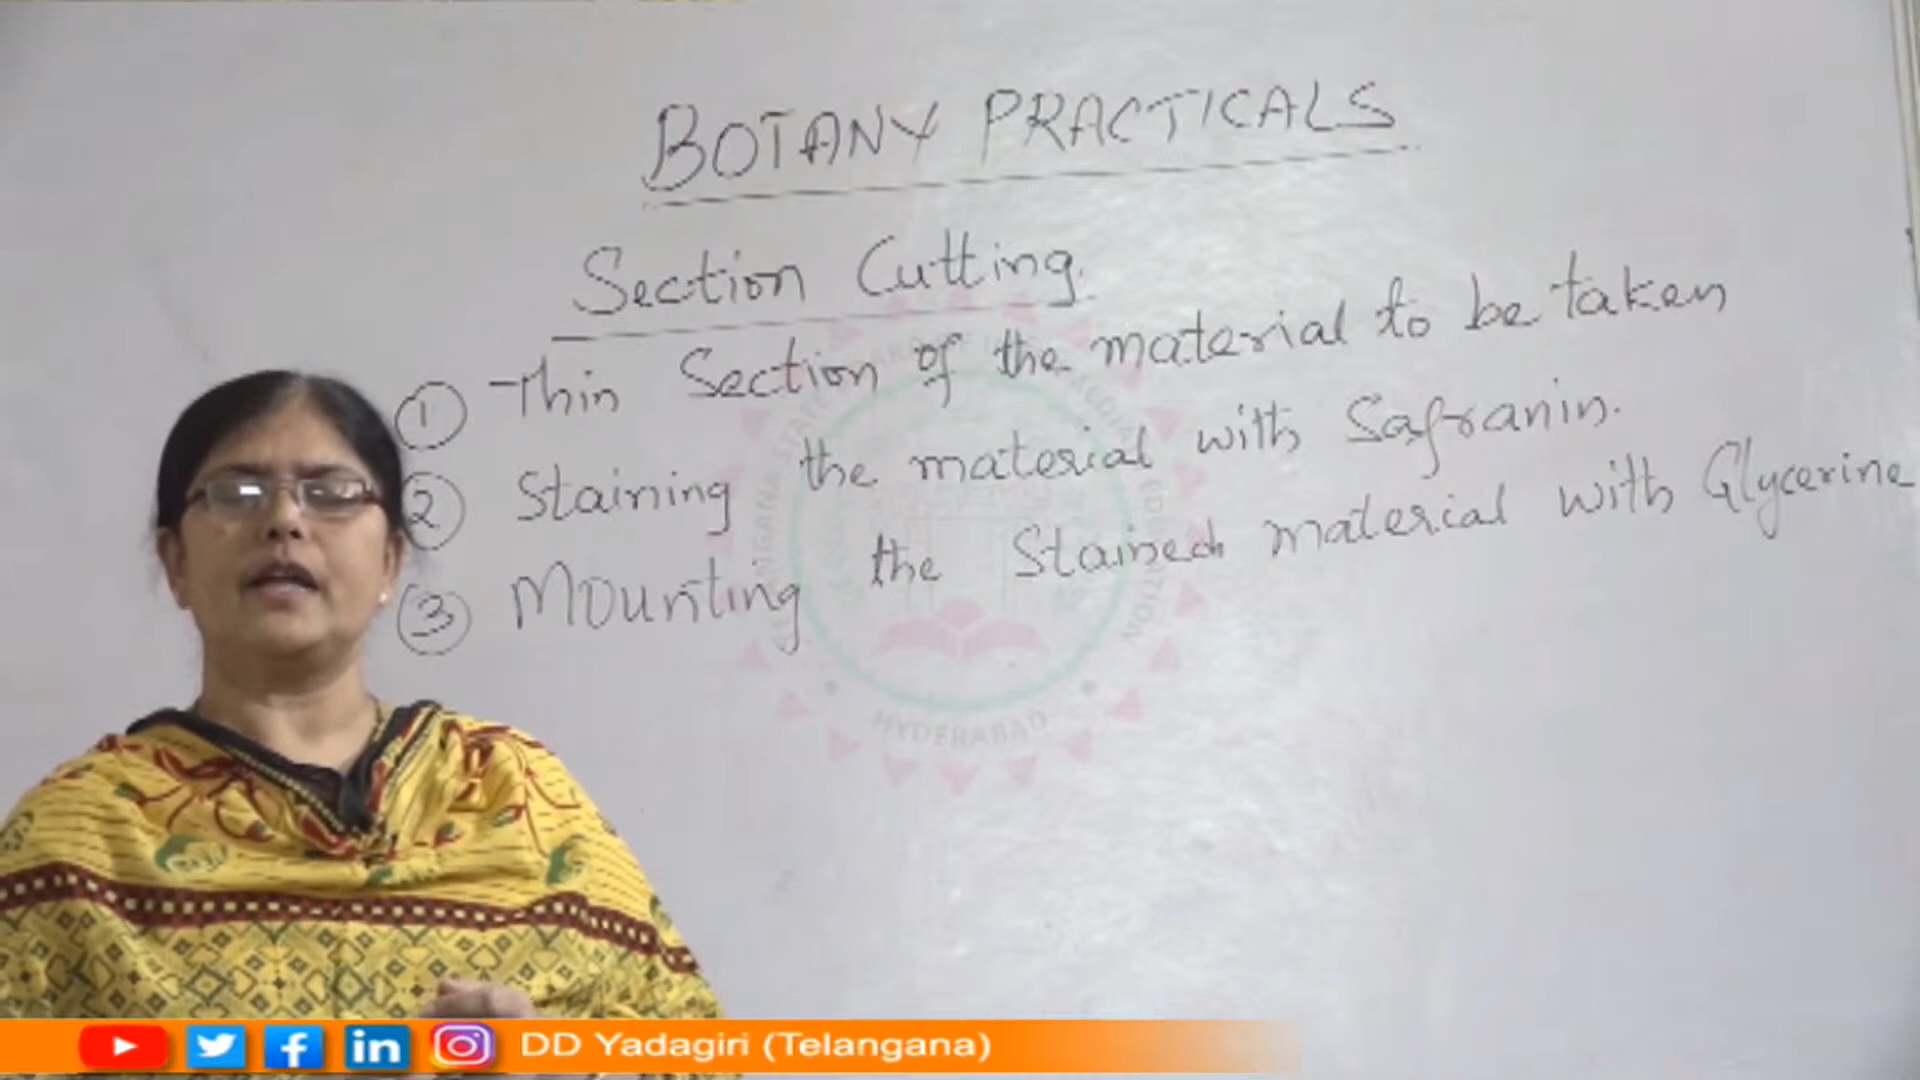 BOTANY PRACTICALS
Section Cutting.
① Thin Section of the material to be taken
② Staining the material with Safranin.
③ Mounting the Stained material with Glycerine
HYDERABAD
DD Yadagiri (Telangana)